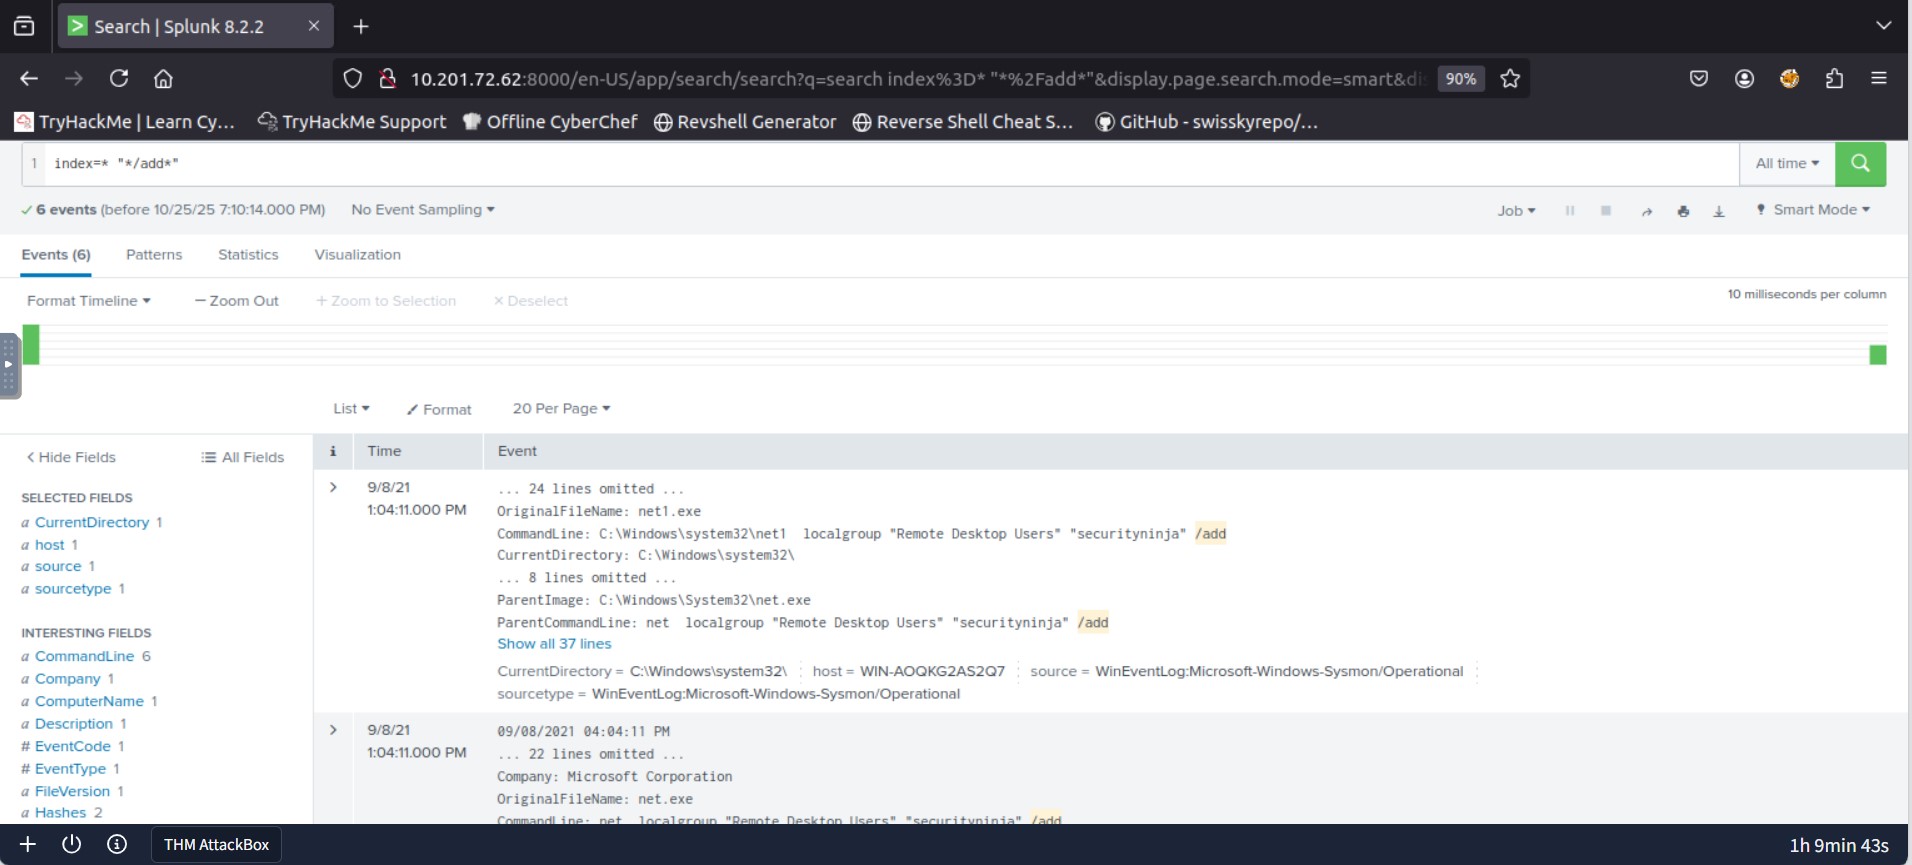 Search | Splunk 8.2.2
10.201.72.62:8000/en-US/app/search/search?q=search index%3D* "*%2Fadd*"&display.page.search.mode=smart&di
90%
TryHackMe | Learn Cy...
TryHackMe Support
Offline CyberChef
Revshell Generator
Reverse Shell Cheat S...
GitHub - swisskyrepo/...
1 index=* "*/add*"
All time
6 events (before 10/25/25 7:10:14.000 PM)
No Event Sampling
Job
Smart Mode
Events (6)
Patterns
Statistics
Visualization
Format Timeline
Zoom Out
+ Zoom to Selection
× Deselect
10 milliseconds per column
List
Format
20 Per Page
< Hide Fields
All Fields
i
Time
Event
SELECTED FIELDS
a CurrentDirectory 1
a host 1
a source 1
a sourcetype 1
INTERESTING FIELDS
a CommandLine 6
a Company 1
a ComputerName 1
a Description 1
# EventCode 1
# EventType 1
a FileVersion 1
a Hashes 2
9/8/21
1:04:11.000 PM
... 24 lines omitted ...
OriginalFileName: net1.exe
CommandLine: C:\Windows\system32\net1 localgroup "Remote Desktop Users" "securityninja" /add
CurrentDirectory: C:\Windows\system32\
... 8 lines omitted ...
ParentImage: C:\Windows\System32\net.exe
ParentCommandLine: net localgroup "Remote Desktop Users" "securityninja" /add
Show all 37 lines
CurrentDirectory = C:\Windows\system32\ host = WIN-AOQKG2AS2Q7 source = WinEventLog:Microsoft-Windows-Sysmon/Operational
sourcetype = WinEventLog:Microsoft-Windows-Sysmon/Operational
9/8/21
1:04:11.000 PM
09/08/2021 04:04:11 PM
... 22 lines omitted ...
Company: Microsoft Corporation
OriginalFileName: net.exe
CommandLine: net localgroup "Remote Desktop Users" "securityninja" /add
THM AttackBox
1h 9min 43s